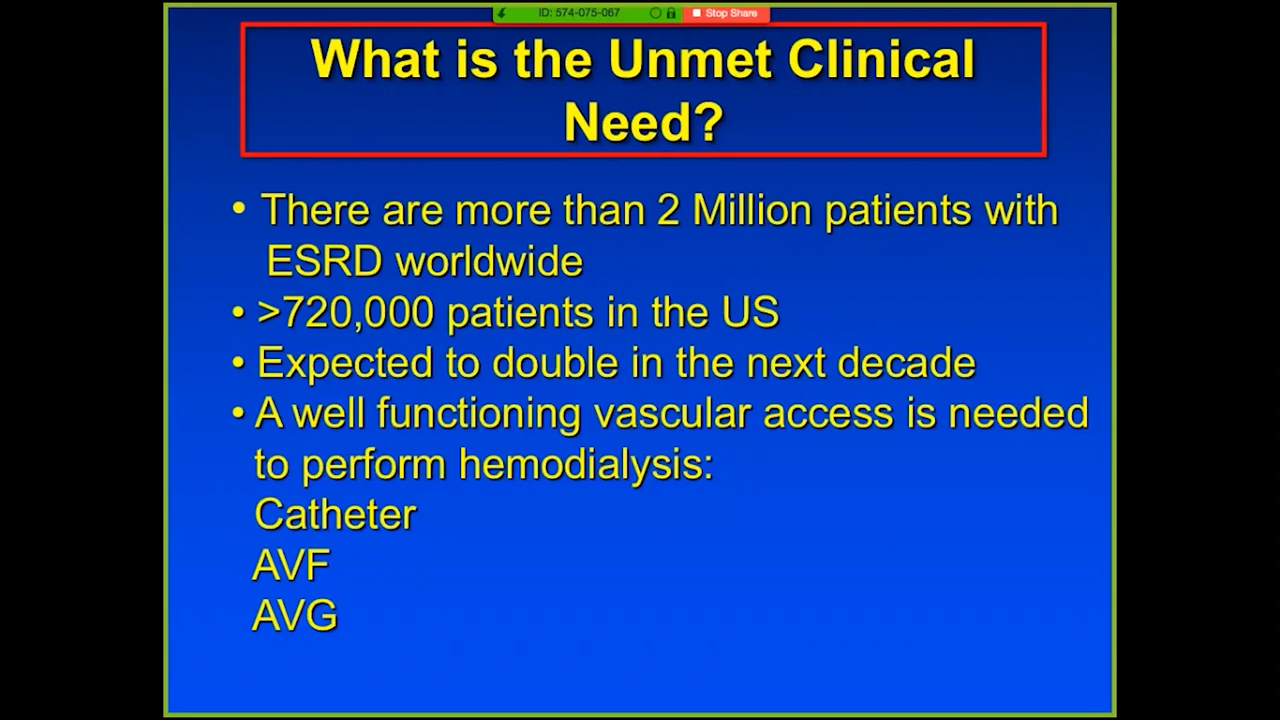 ID: 574-075-067 Stop Share
What is the Unmet Clinical
Need?
• There are more than 2 Million patients with
ESRD worldwide
• >720,000 patients in the US
• Expected to double in the next decade
• A well functioning vascular access is needed
to perform hemodialysis:
Catheter
AVF
AVG